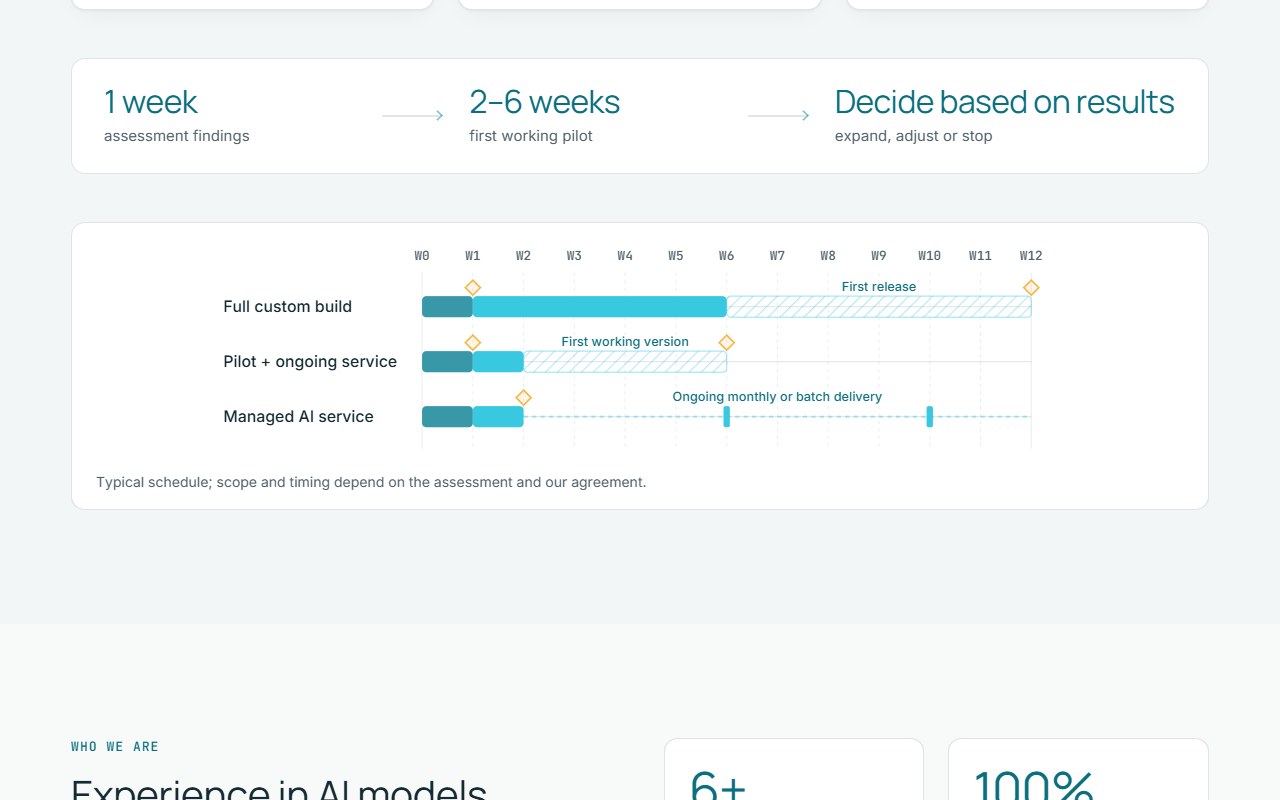 1 week
assessment findings
2–6 weeks
first working pilot
Decide based on results
expand, adjust or stop
W0 W1 W2 W3 W4 W5 W6 W7 W8 W9 W10 W11 W12
First release
Full custom build
First working version
Pilot + ongoing service
Ongoing monthly or batch delivery
Managed AI service
Typical schedule; scope and timing depend on the assessment and our agreement.
WHO WE ARE
Experience in AI models
6+
100%